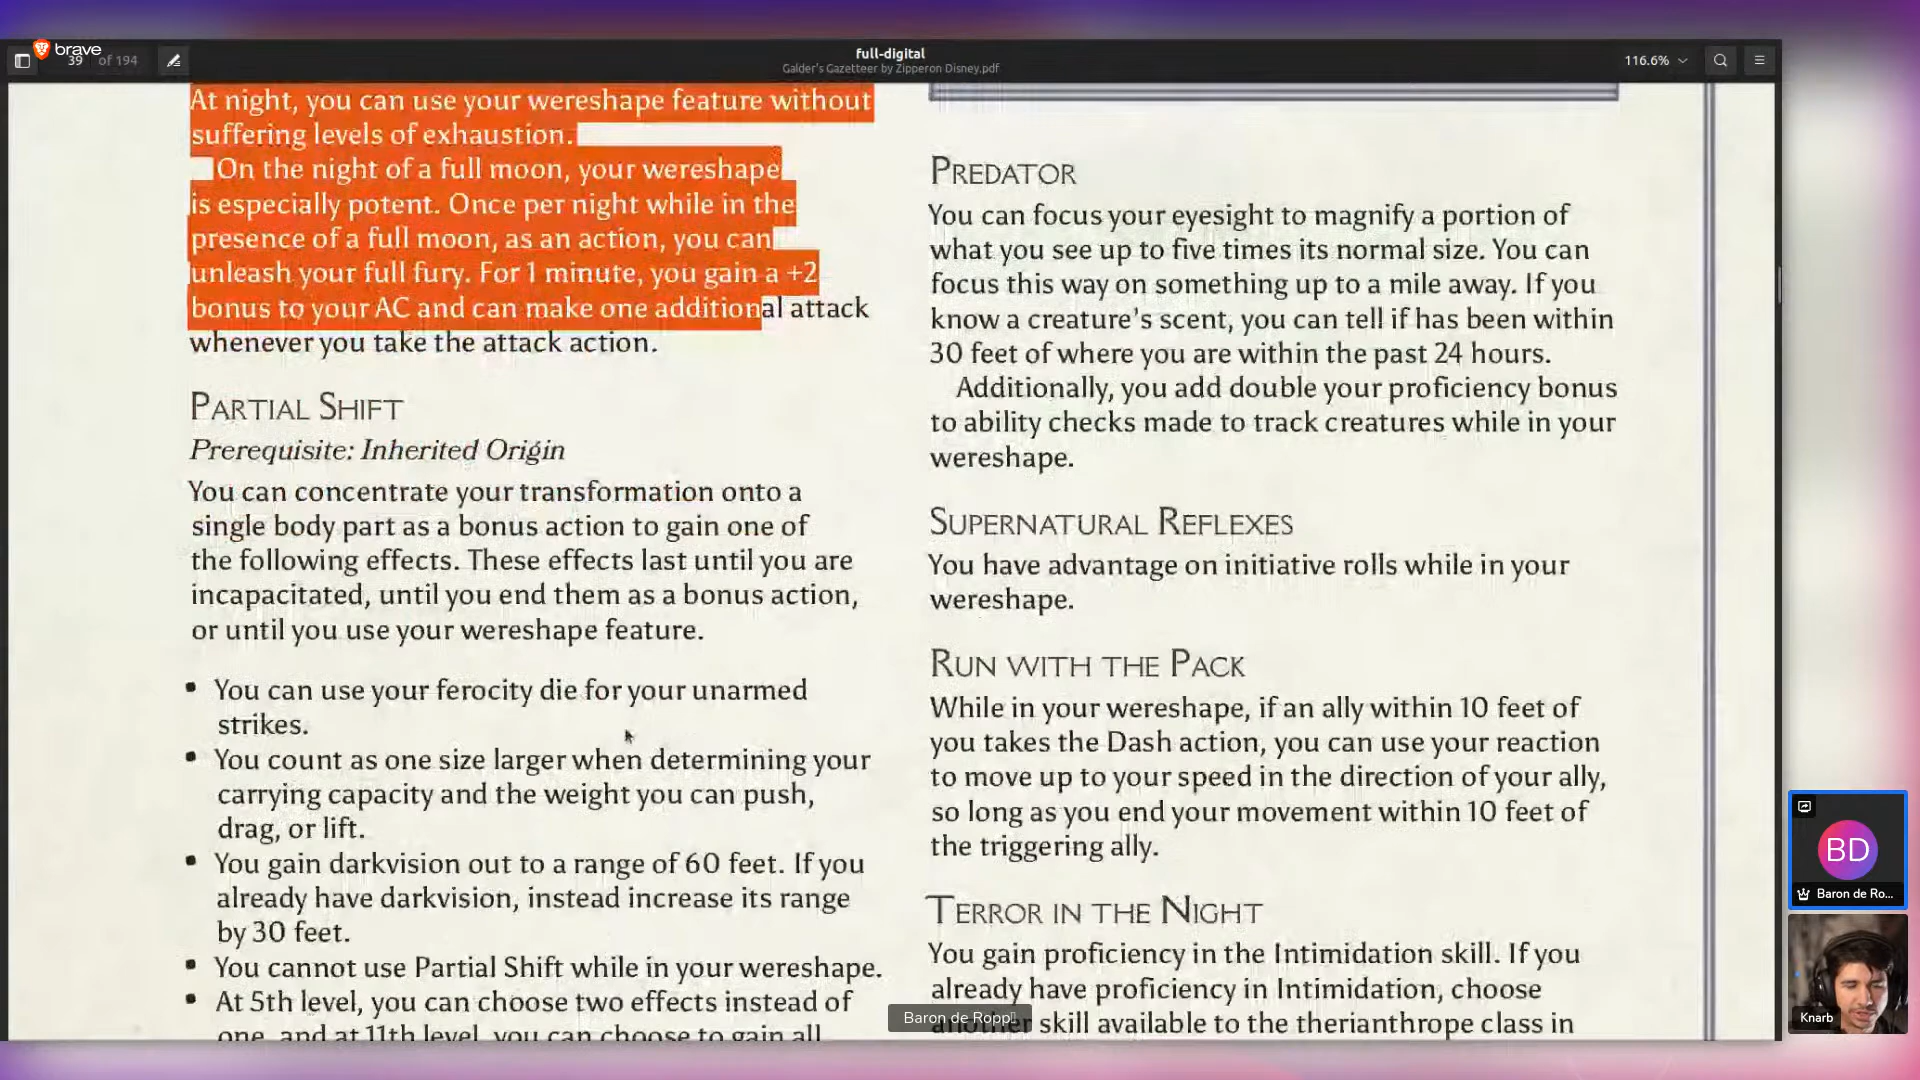 brave
39 of 194
full-digital
Galder's Gazetteer by Zipperon Disney.pdf
116.6%
At night, you can use your wereshape feature without
suffering levels of exhaustion.
On the night of a full moon, your wereshape
is especially potent. Once per night while in the
presence of a full moon, as an action, you can
unleash your full fury. For 1 minute, you gain a +2
bonus to your AC and can make one additional attack
whenever you take the attack action.
PARTIAL SHIFT
Prerequisite: Inherited Origin
You can concentrate your transformation onto a
single body part as a bonus action to gain one of
the following effects. These effects last until you are
incapacitated, until you end them as a bonus action,
or until you use your wereshape feature.
• You can use your ferocity die for your unarmed
strikes.
• You count as one size larger when determining your
carrying capacity and the weight you can push,
drag, or lift.
• You gain darkvision out to a range of 60 feet. If you
already have darkvision, instead increase its range
by 30 feet.
• You cannot use Partial Shift while in your wereshape.
• At 5th level, you can choose two effects instead of
one, and at 11th level, you can choose to gain all
PREDATOR
You can focus your eyesight to magnify a portion of
what you see up to five times its normal size. You can
focus this way on something up to a mile away. If you
know a creature's scent, you can tell if has been within
30 feet of where you are within the past 24 hours.
Additionally, you add double your proficiency bonus
to ability checks made to track creatures while in your
wereshape.
SUPERNATURAL REFLEXES
You have advantage on initiative rolls while in your
wereshape.
RUN WITH THE PACK
While in your wereshape, if an ally within 10 feet of
you takes the Dash action, you can use your reaction
to move up to your speed in the direction of your ally,
so long as you end your movement within 10 feet of
the triggering ally.
TERROR IN THE NIGHT
You gain proficiency in the Intimidation skill. If you
already have proficiency in Intimidation, choose
another skill available to the therianthrope class in
Baron de Ropp
BD
Baron de Ro...
Knarb